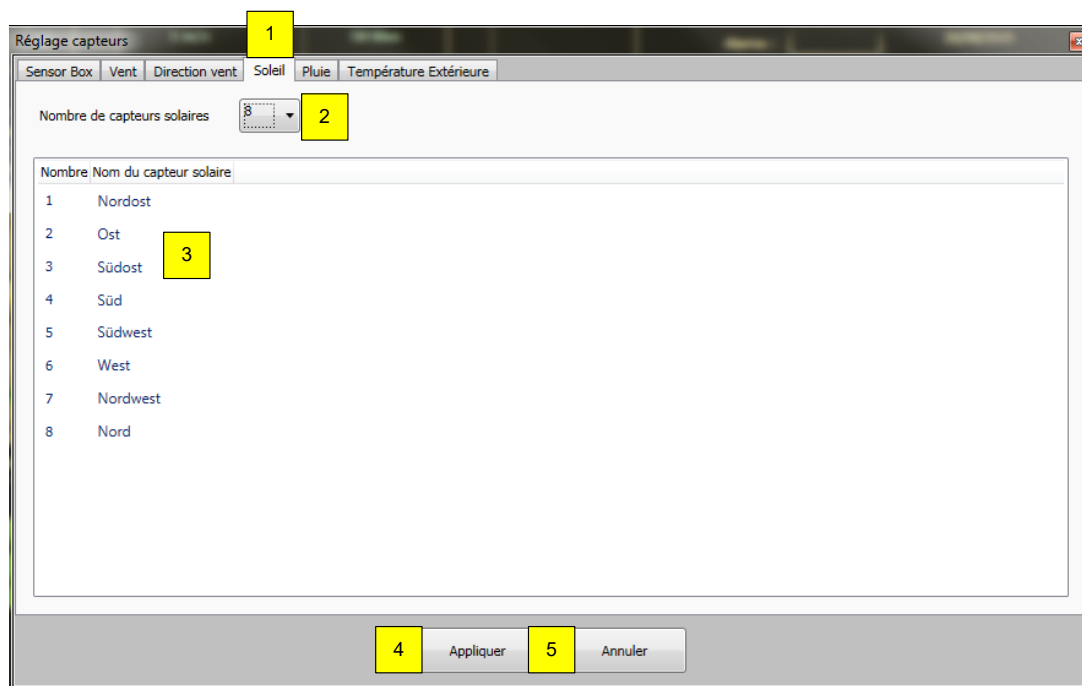 1
Réglage capteurs
Sensor Box Vent Direction vent Soleil Pluie Température Extérieure
Nombre de capteurs solaires 8 2
Nombre Nom du capteur solaire
1 Nordost
2 Ost
3
3 Südost
4 Süd
5 Südwest
6 West
7 Nordwest
8 Nord
4 Appliquer 5 Annuler